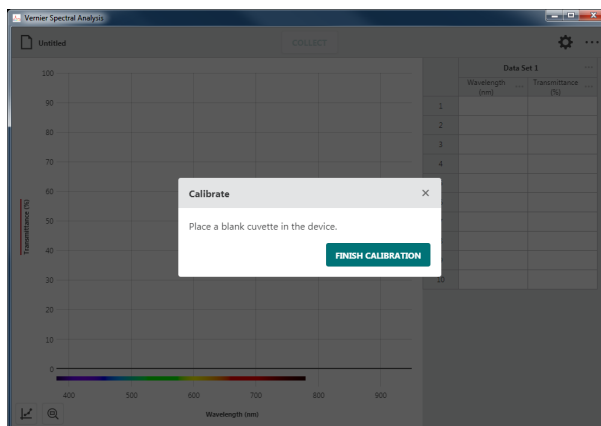 Vernier Spectral Analysis
Untitled
COLLECT
Data Set 1
Wavelength
(nm)
Transmittance
(%)
1
2
3
4
10
100
90
80
70
60
50
40
30
20
10
0
Transmittance (%)
400
500
600
700
800
900
Wavelength (nm)
Calibrate
Place a blank cuvette in the device.
FINISH CALIBRATION